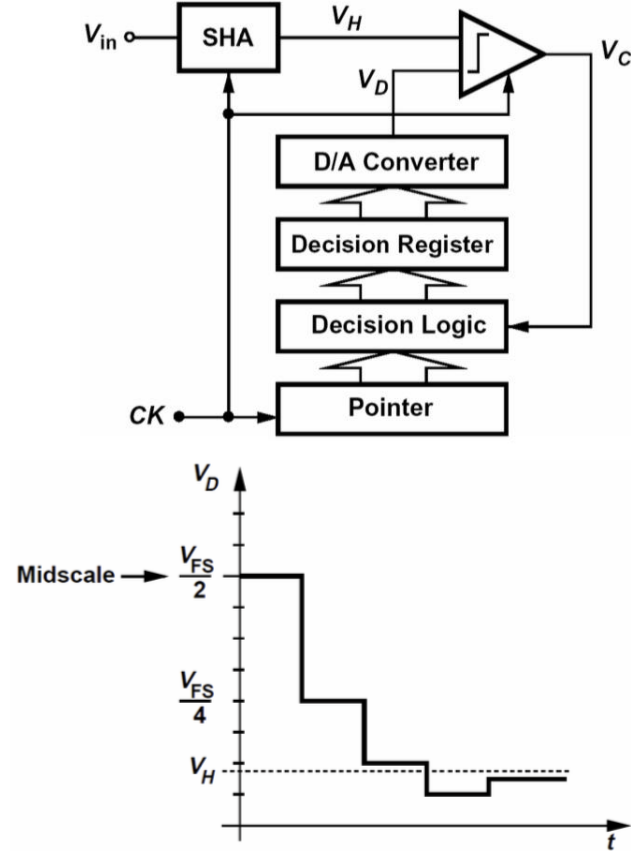 V_in SHA V_H V_C
V_D
D/A Converter
Decision Register
Decision Logic
Pointer
CK
V_D
Midscale V_FS/2
V_FS/4
V_H
t